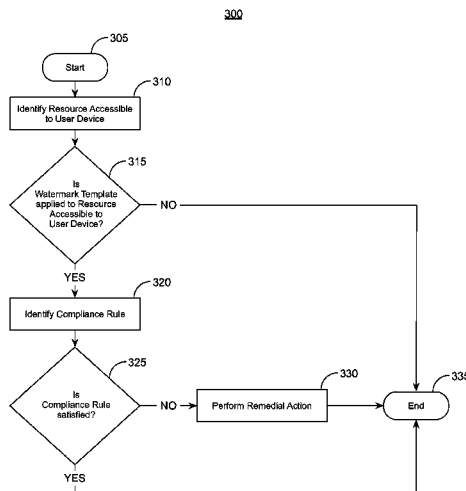 300
305
Start
310
Identify Resource Accessible
to User Device
315
Is
Watermark Template
applied to Resource
Accessible to
User Device?
NO
YES
320
Identify Compliance Rule
325
Is
Compliance Rule
satisfied?
NO
330
Perform Remedial Action
335
End
YES